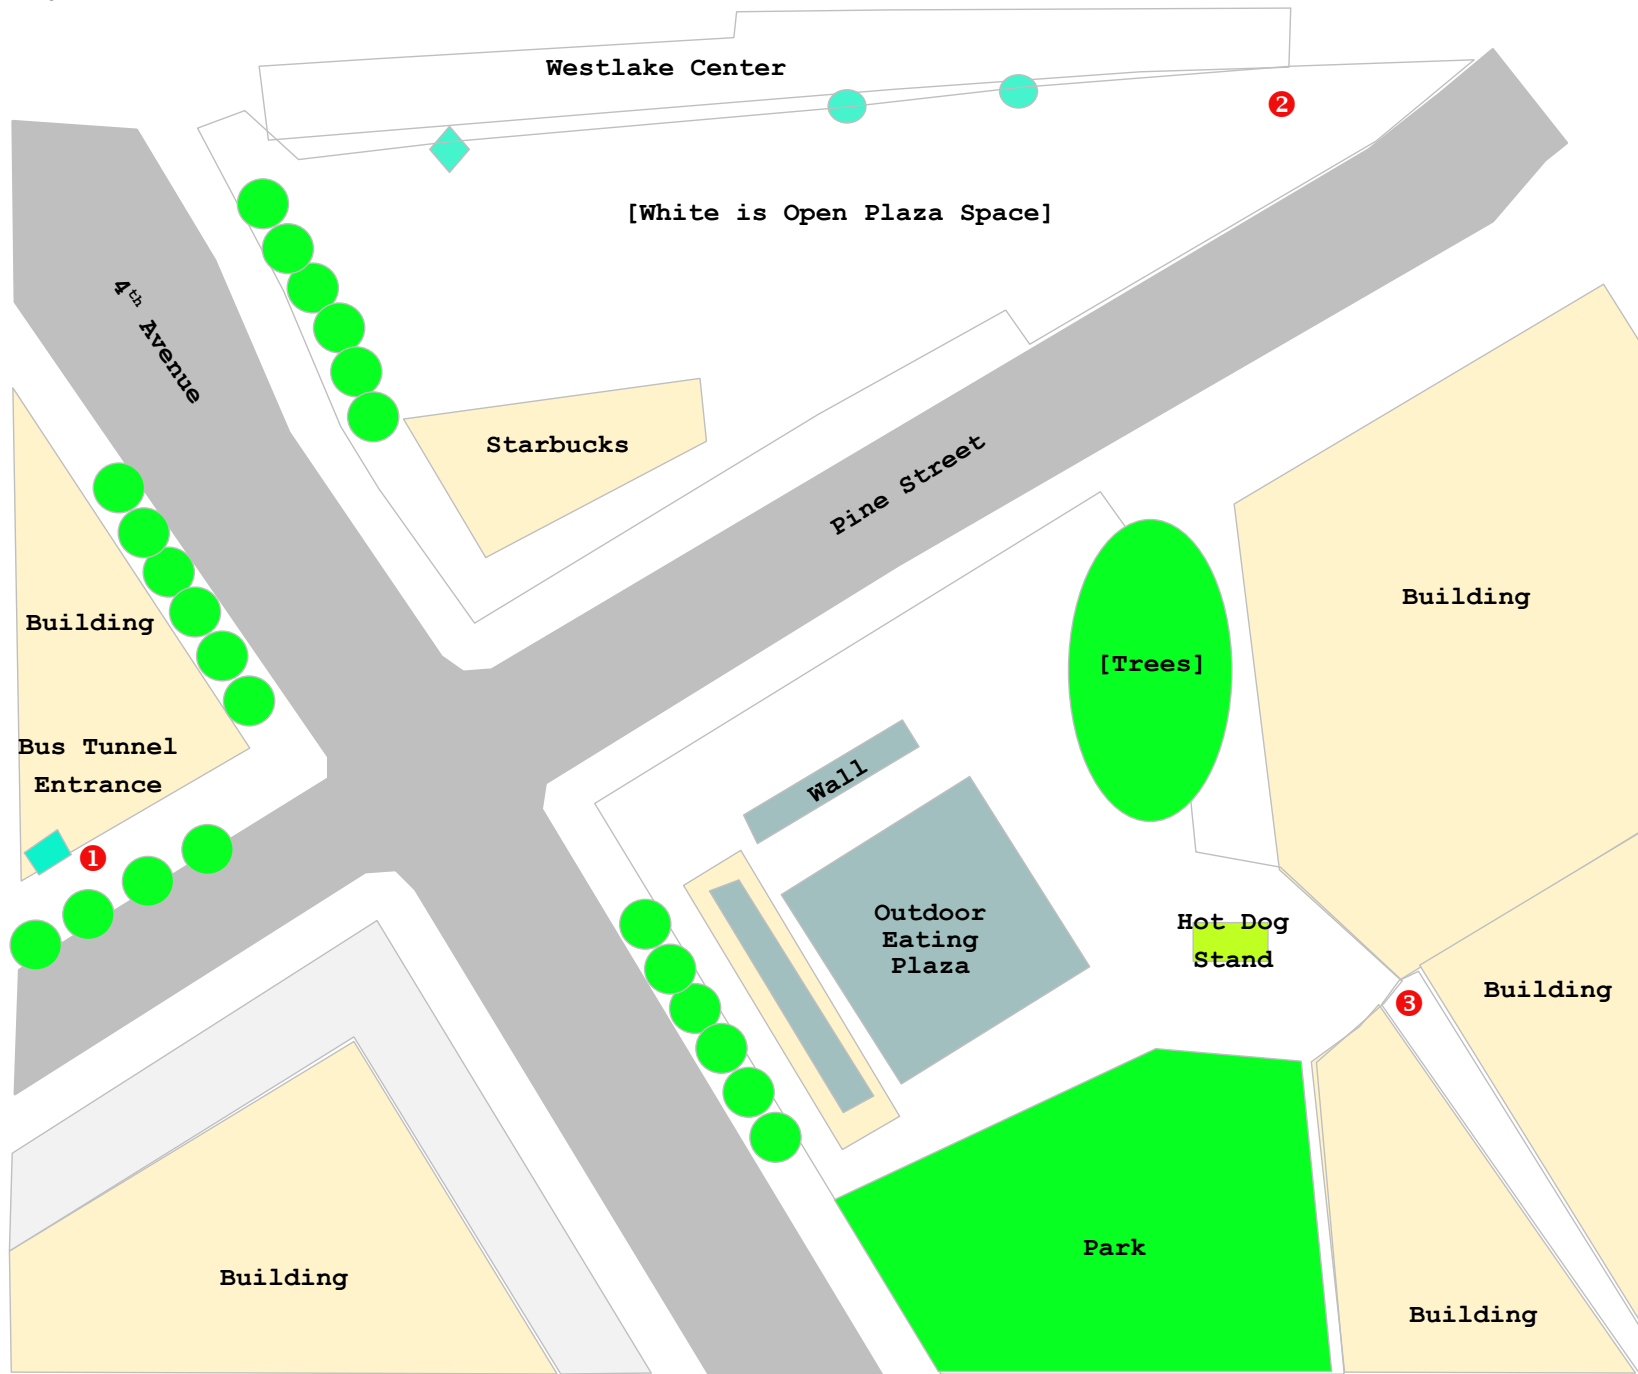 Westlake Center
2
[White is Open Plaza Space]
4th Avenue
Starbucks
Pine Street
Building
Building
[Trees]
Bus Tunnel
Entrance
Wall
1
Outdoor
Eating
Plaza
Hot Dog
Stand
Building
3
Park
Building
Building